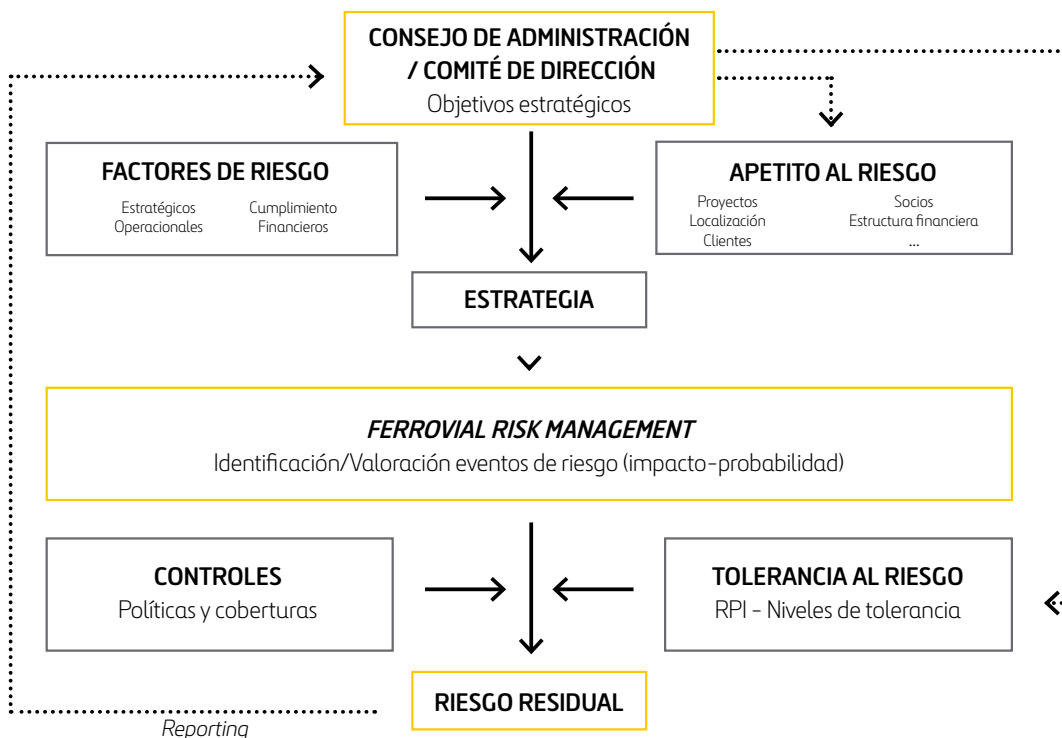 CONSEJO DE ADMINISTRACIÓN
/ COMITÉ DE DIRECCIÓN
Objetivos estratégicos
FACTORES DE RIESGO
Estratégicos Cumplimiento
Operacionales Financieros
APETITO AL RIESGO
Proyectos Socios
Localización Estructura financiera
Clientes ...
ESTRATEGIA
FERROVIAL RISK MANAGEMENT
Identificación/Valoración eventos de riesgo (impacto-probabilidad)
CONTROLES
Políticas y coberturas
TOLERANCIA AL RIESGO
RPI - Niveles de tolerancia
RIESGO RESIDUAL
Reporting